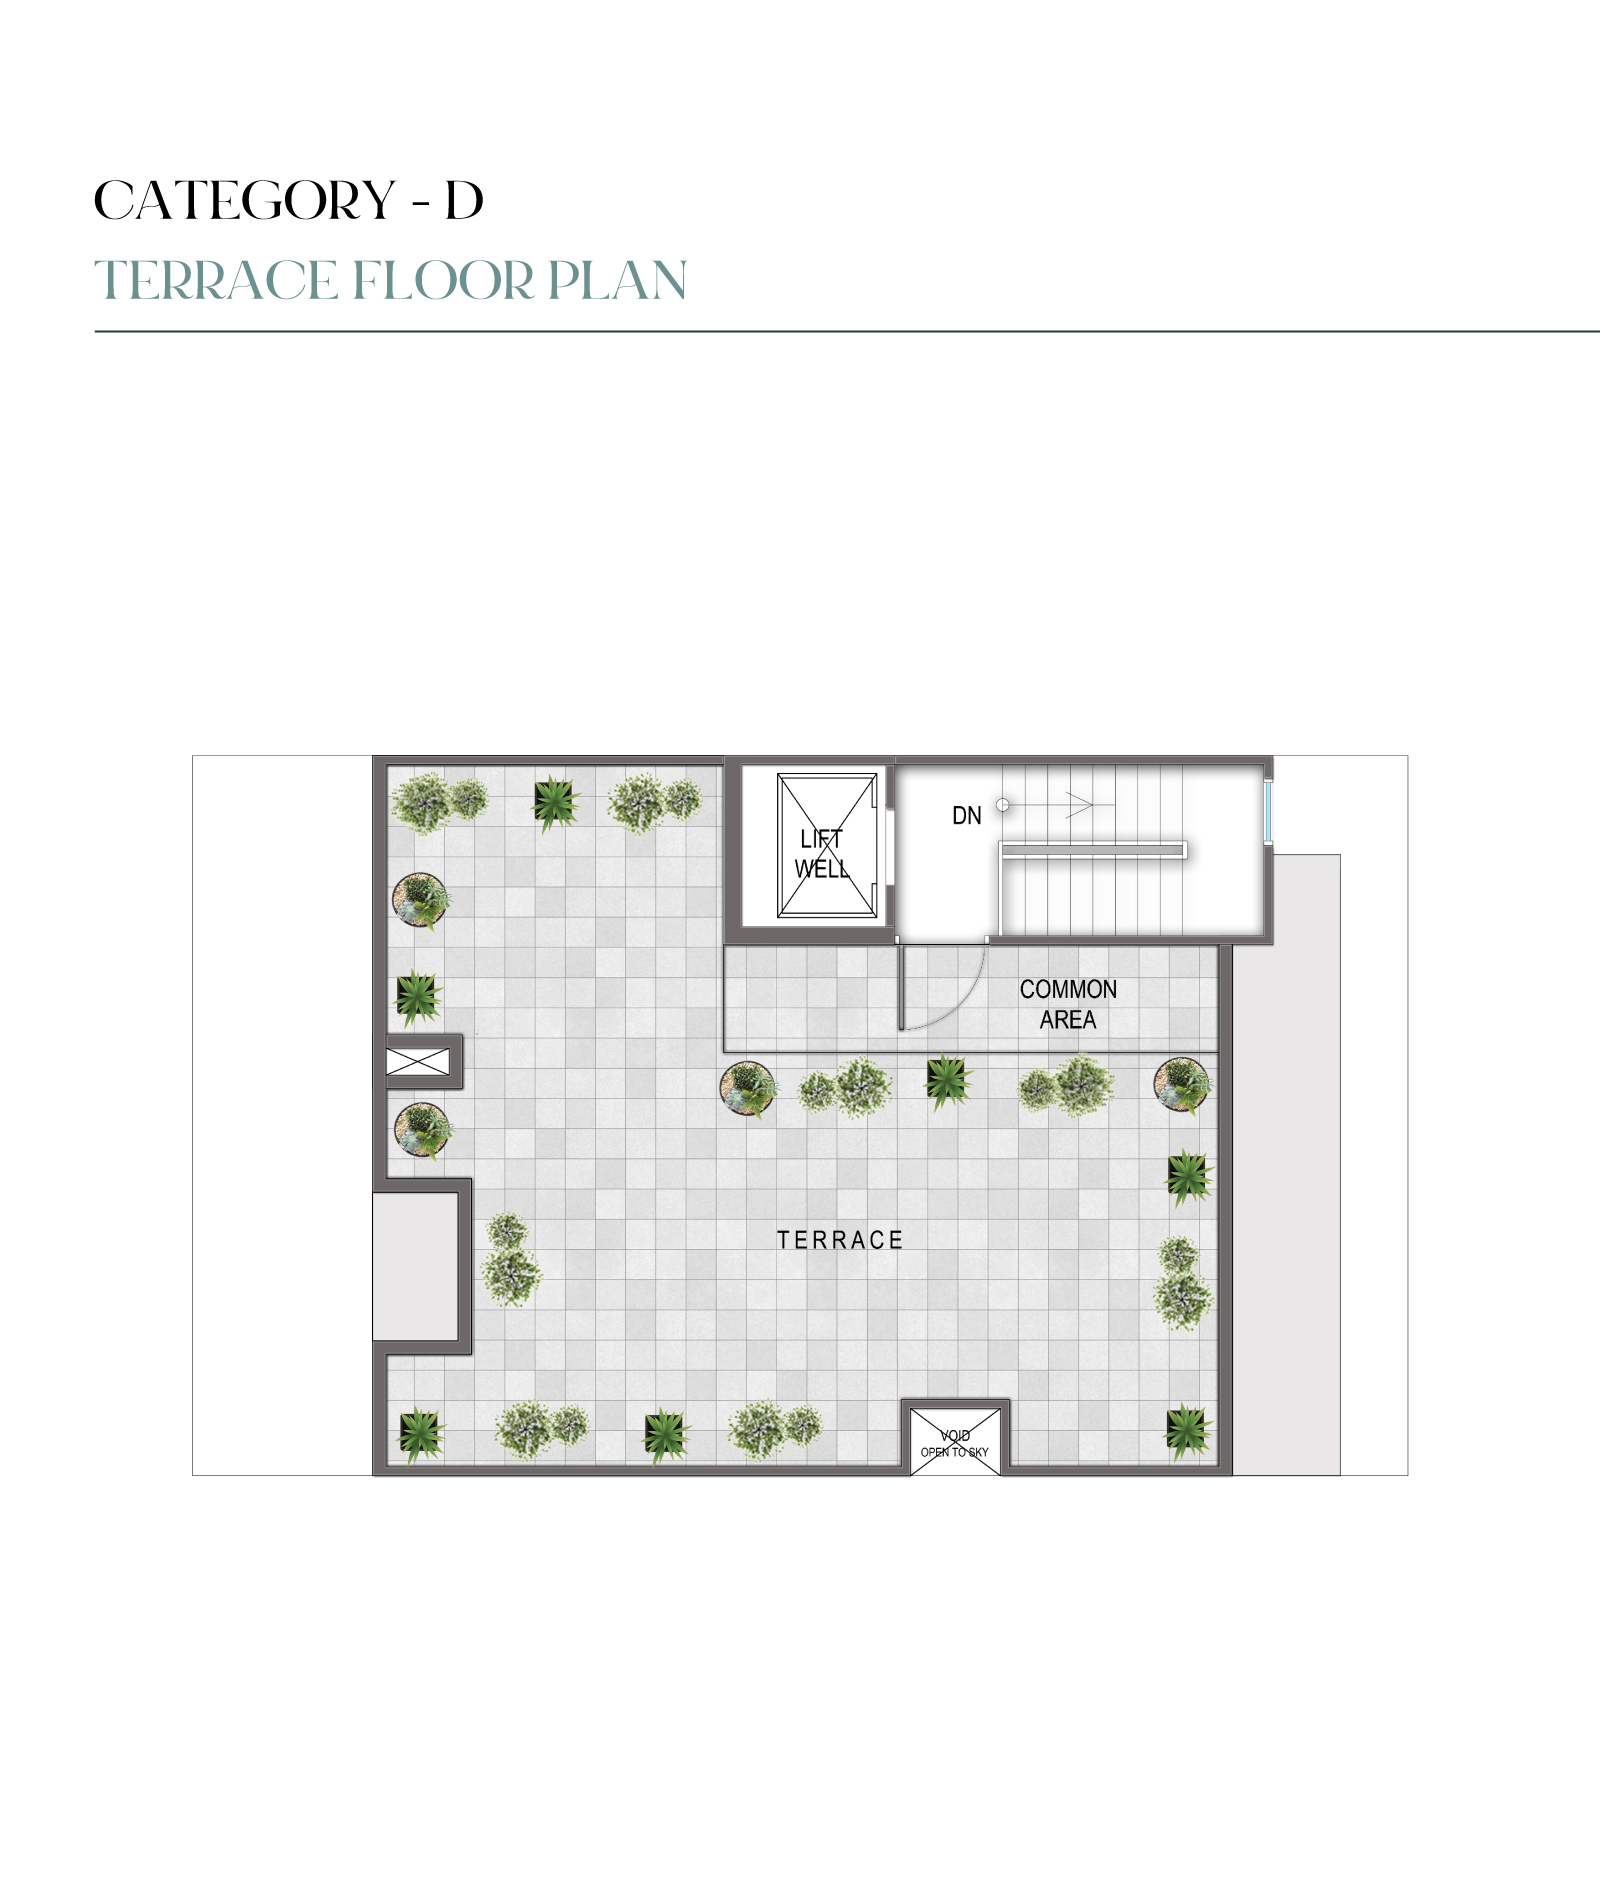 CATEGORY - D
TERRACE FLOOR PLAN
LIFT
WELL
DN
COMMON
AREA
TERRACE
VOID
OPEN TO SKY